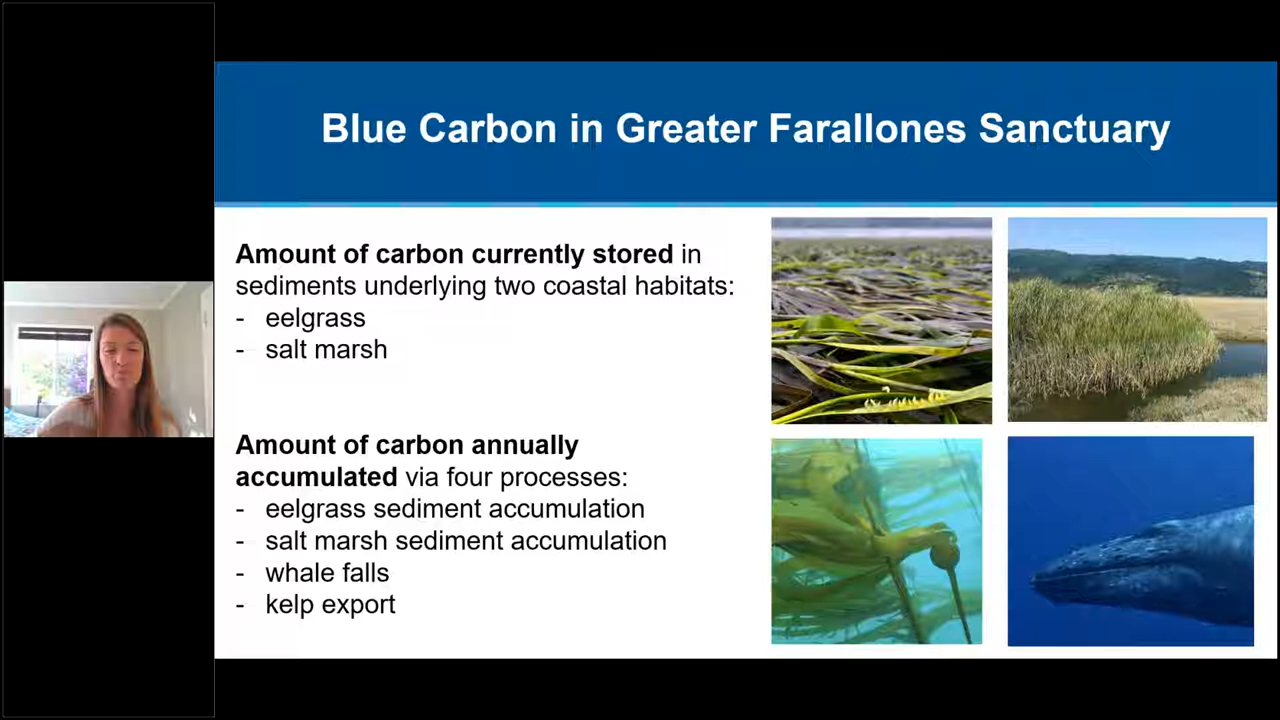 Blue Carbon in Greater Farallones Sanctuary
Amount of carbon currently stored in
sediments underlying two coastal habitats:
- eelgrass
- salt marsh
Amount of carbon annually
accumulated via four processes:
- eelgrass sediment accumulation
- salt marsh sediment accumulation
- whale falls
- kelp export